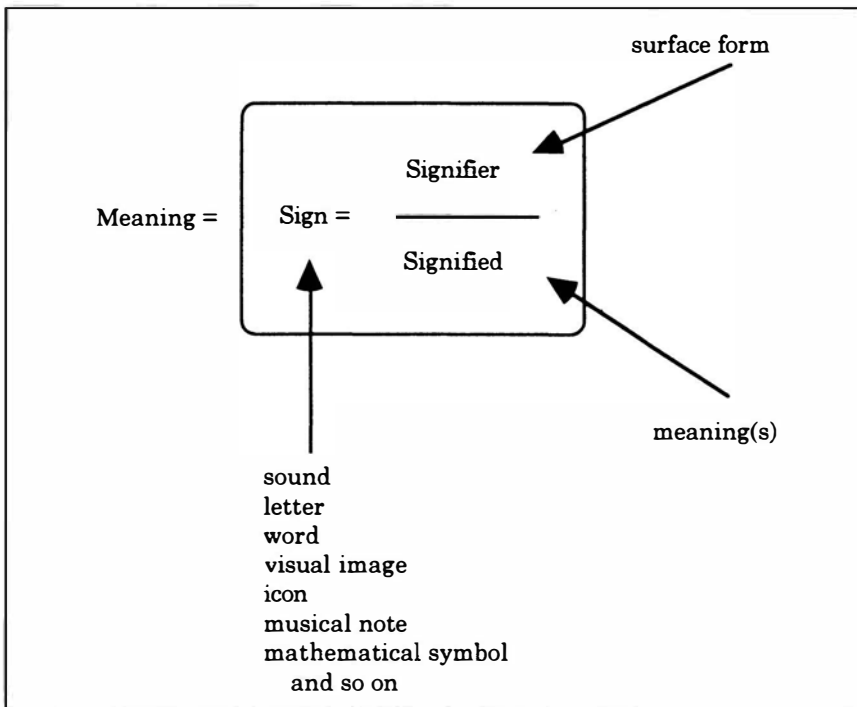 surface form
Signifier
Meaning = Sign =
Signified
meaning(s)
sound
letter
word
visual image
icon
musical note
mathematical symbol
and so on